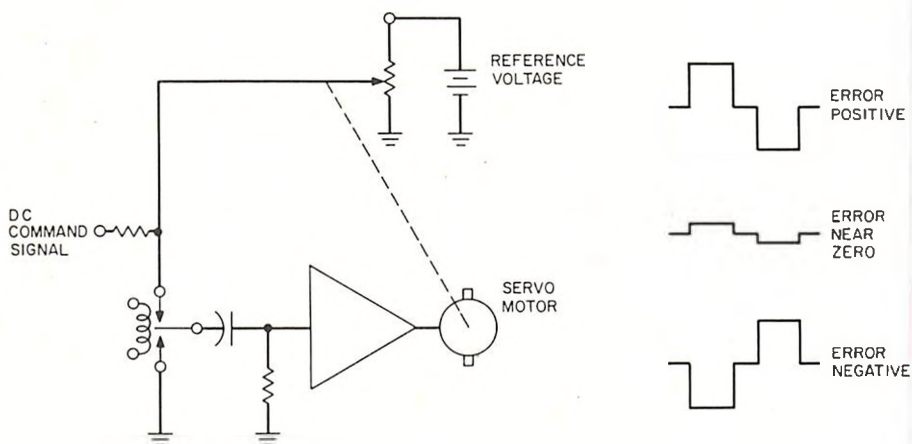 REFERENCE
VOLTAGE
DC
COMMAND
SIGNAL
SERVO
MOTOR
ERROR
POSITIVE
ERROR
NEAR
ZERO
ERROR
NEGATIVE